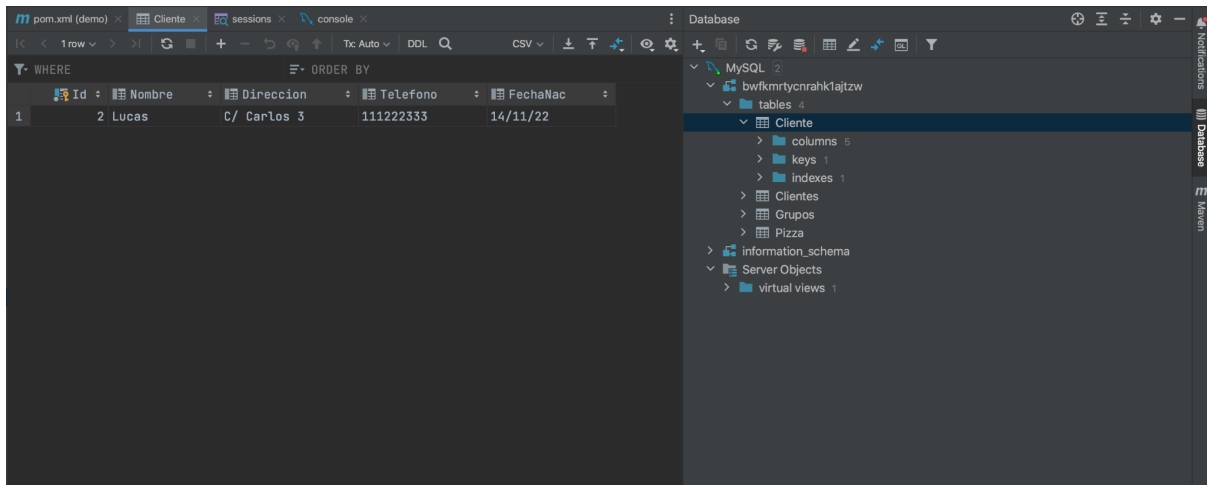 m pom.xml (demo) Cliente sessions console
1 row Tx: Auto DDL CSV
WHERE ORDER BY
Id Nombre Direccion Telefono FechaNac
1 2 Lucas C/ Carlos 3 111222333 14/11/22
Database
QL
MySQL 2
bwfkmrtycnrahk1ajtzw
tables 4
Cliente
columns 5
keys 1
indexes 1
Clientes
Grupos
Pizza
information_schema
Server Objects
virtual views 1
Notifications
Database
m Maven